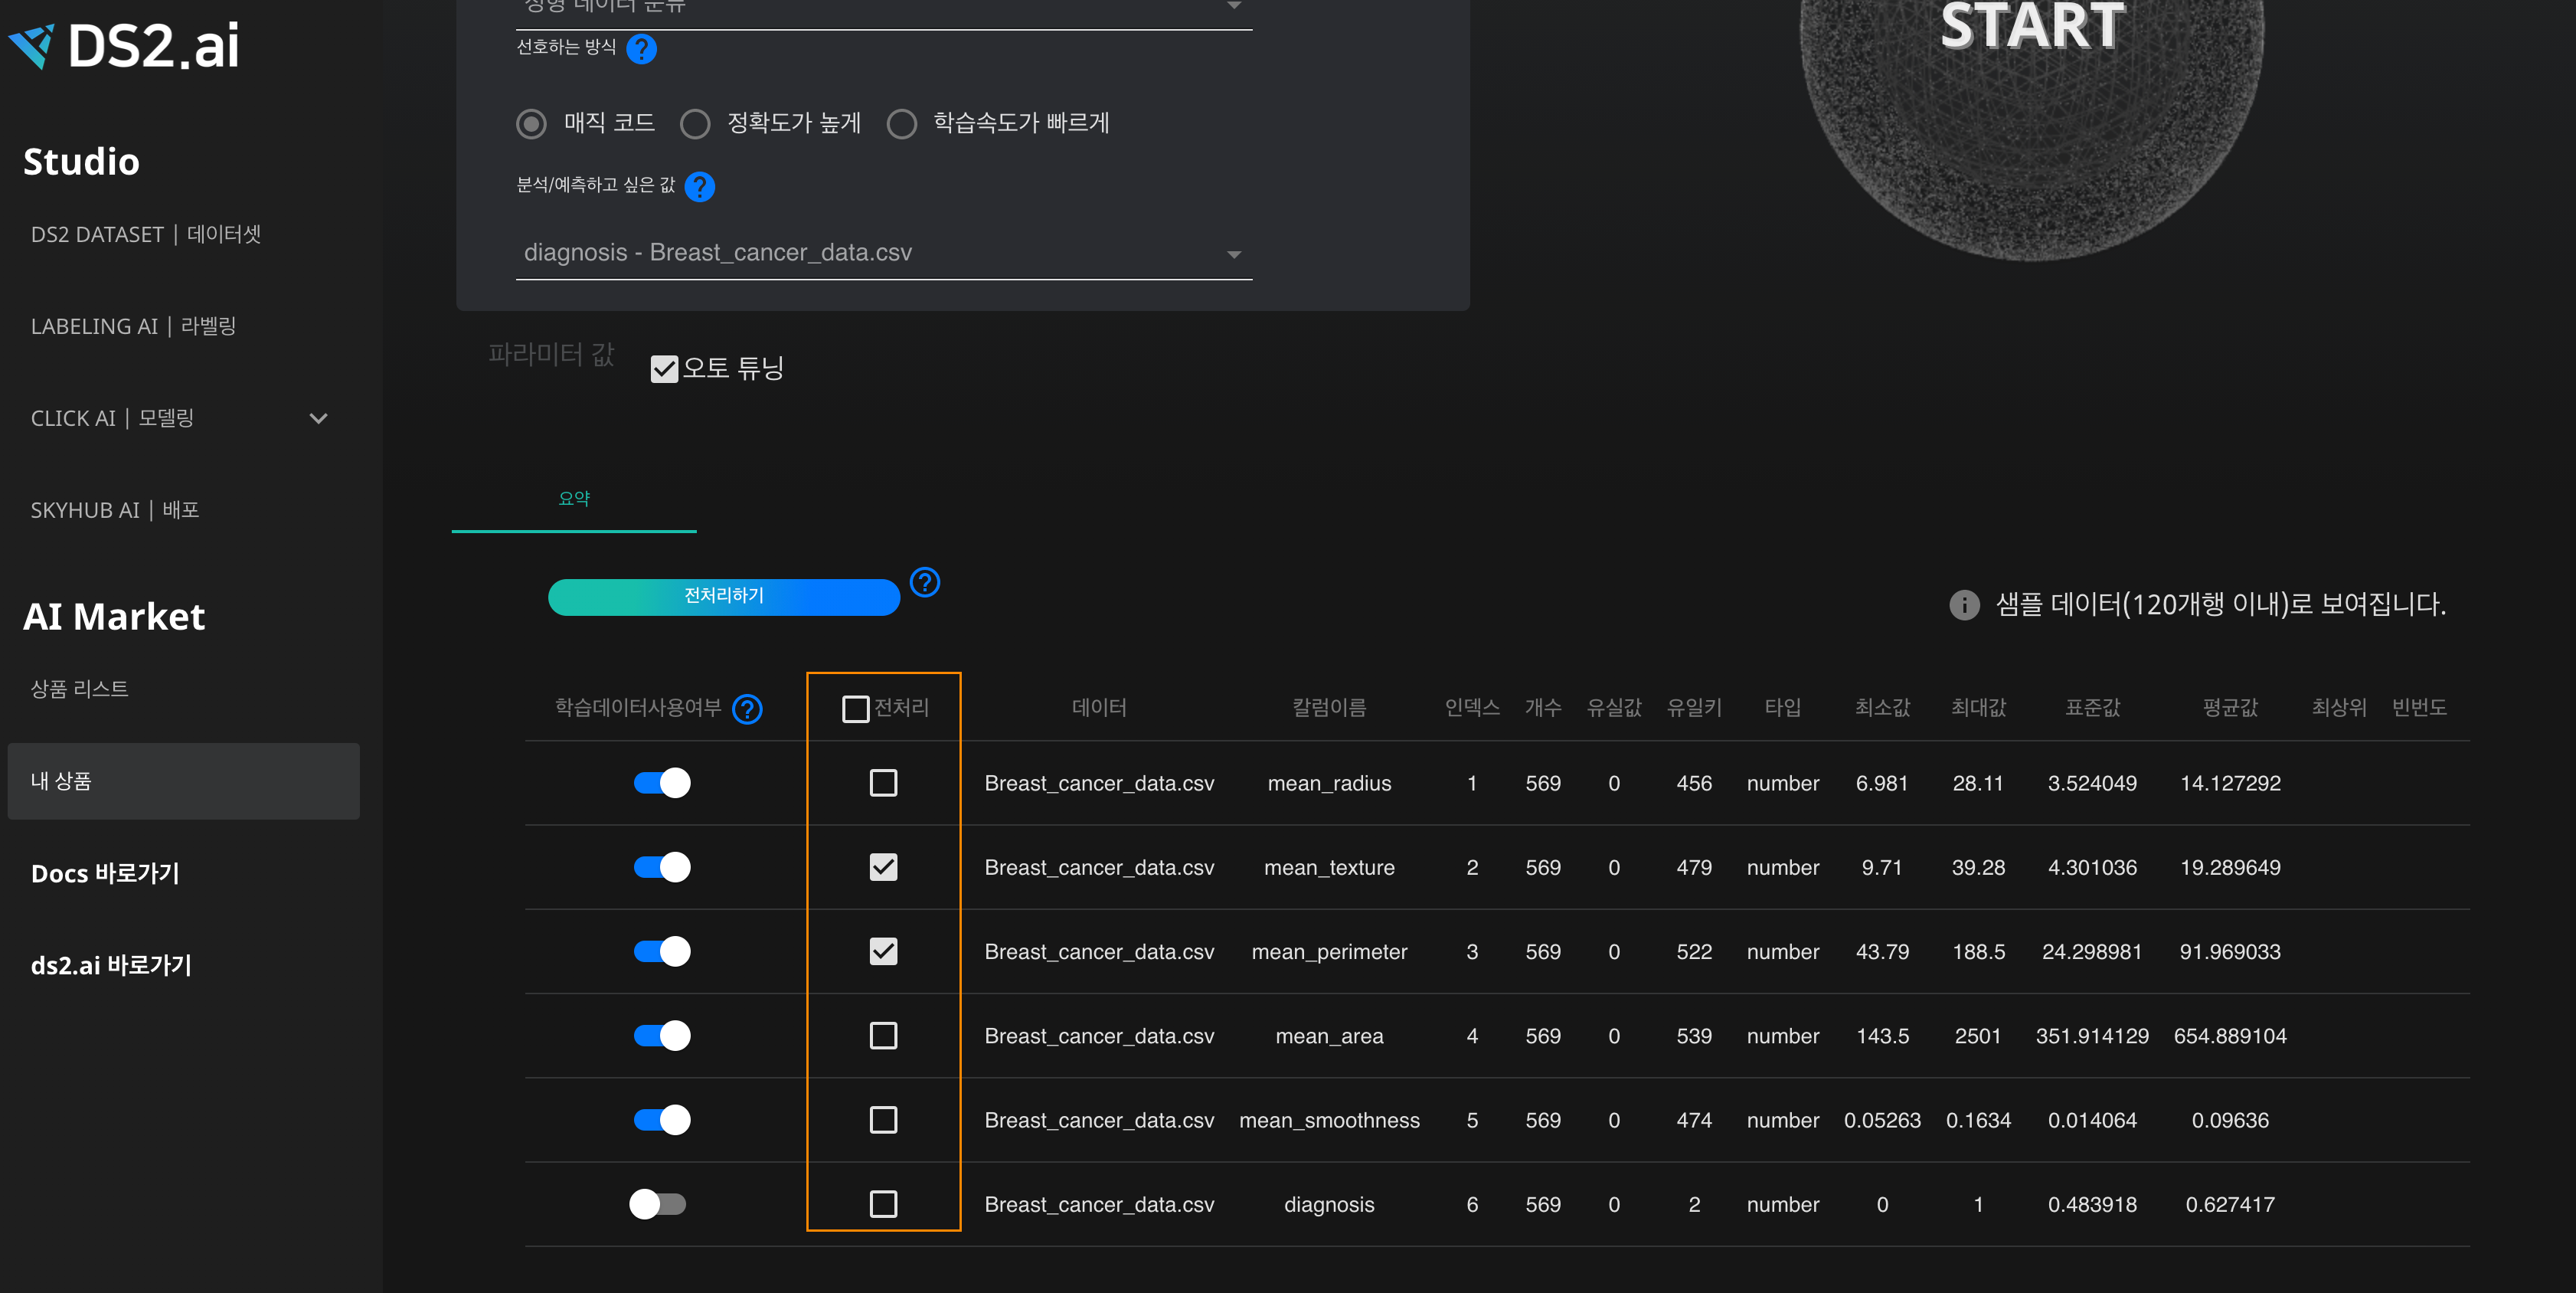 DS2.ai
Studio
DS2 DATASET | 데이터셋
LABELING AI | 라벨링
CLICK AI | 모델링
SKYHUB AI | 배포
AI Market
상품 리스트
내 상품
Docs 바로가기
ds2.ai 바로가기
정형 데이터 분류
선호하는 방식 ?
매직 코드 정확도가 높게 학습속도가 빠르게
분석/예측하고 싶은 값 ?
diagnosis - Breast_cancer_data.csv
START
파라미터 값 오토 튜닝
요약
전처리하기 ?
i 샘플 데이터(120개행 이내)로 보여집니다.
학습데이터사용여부 ? 전처리 데이터 칼럼이름 인덱스 개수 유실값 유일키 타입 최소값 최대값 표준값 평균값 최상위 빈번도
Breast_cancer_data.csv mean_radius 1 569 0 456 number 6.981 28.11 3.524049 14.127292
Breast_cancer_data.csv mean_texture 2 569 0 479 number 9.71 39.28 4.301036 19.289649
Breast_cancer_data.csv mean_perimeter 3 569 0 522 number 43.79 188.5 24.298981 91.969033
Breast_cancer_data.csv mean_area 4 569 0 539 number 143.5 2501 351.914129 654.889104
Breast_cancer_data.csv mean_smoothness 5 569 0 474 number 0.05263 0.1634 0.014064 0.09636
Breast_cancer_data.csv diagnosis 6 569 0 2 number 0 1 0.483918 0.627417